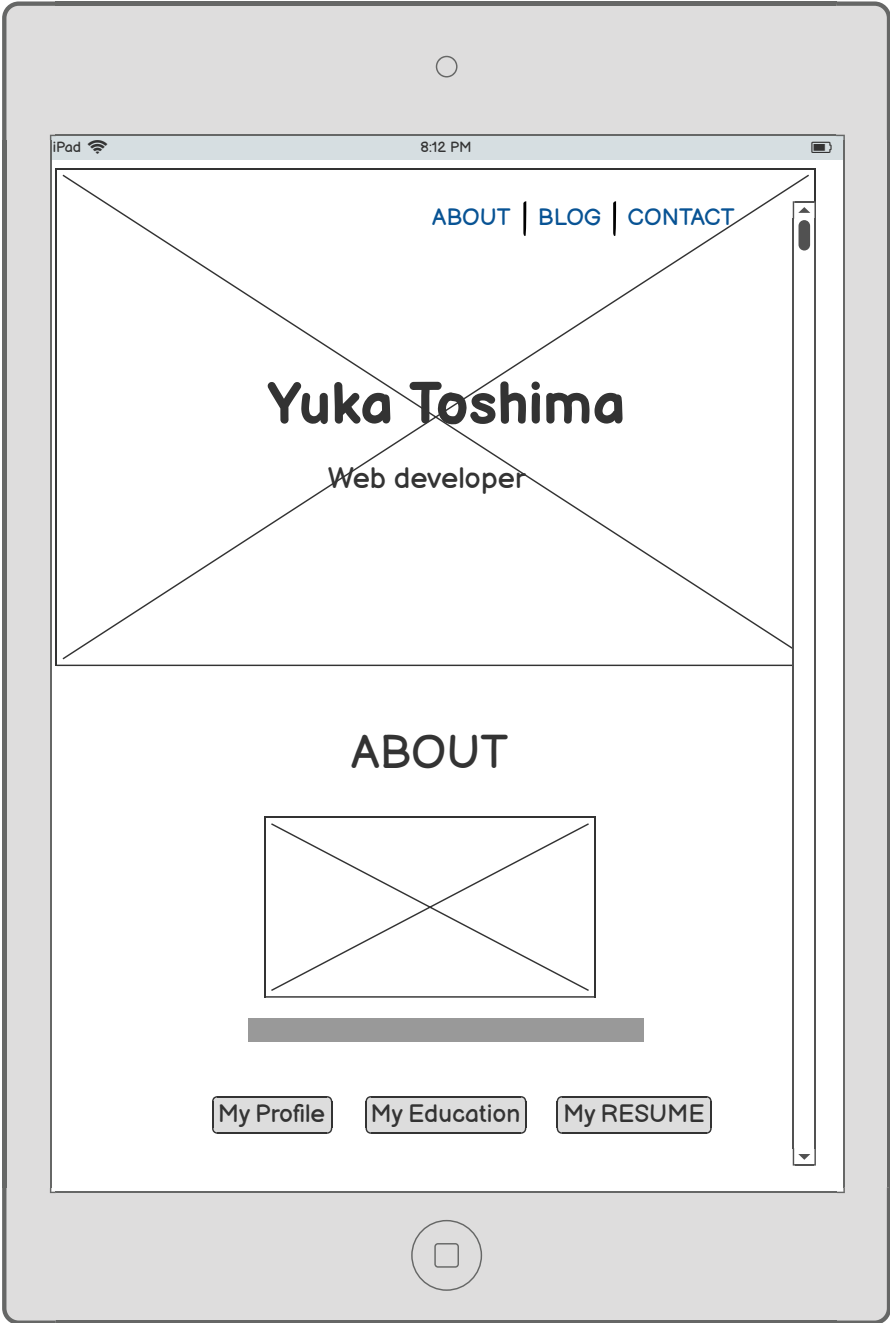 iPad 8:12 PM
ABOUT | BLOG | CONTACT
Yuka Toshima
Web developer
ABOUT
My Profile My Education My RESUME